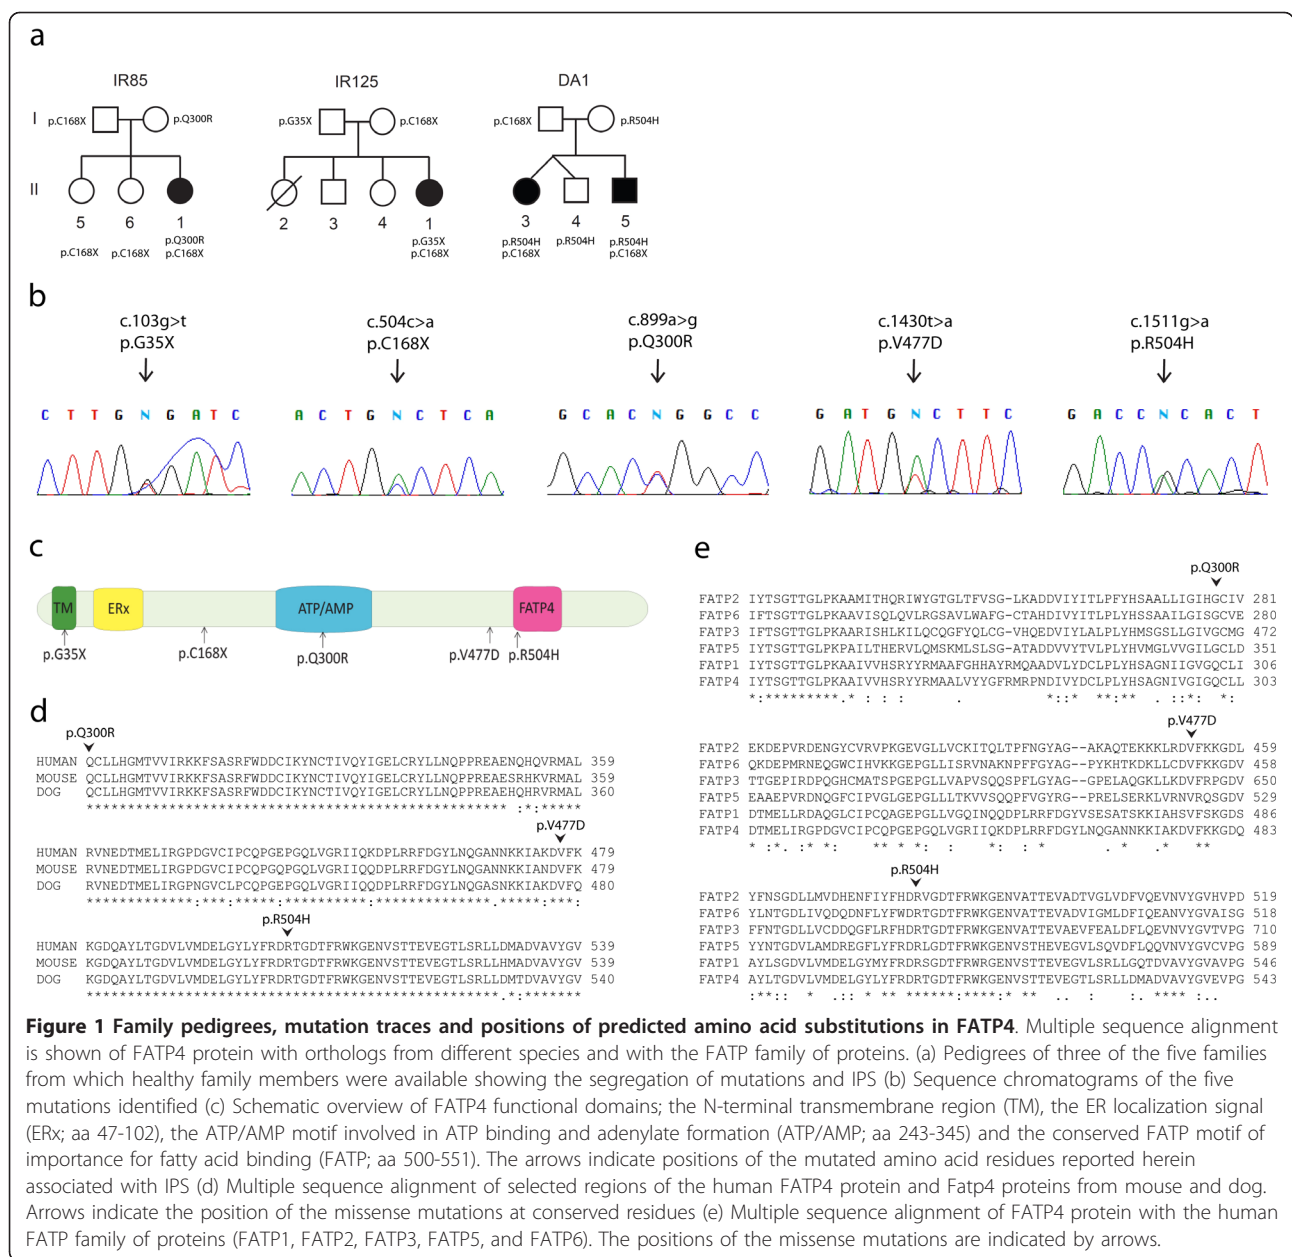 a
IR85
IR125
DA1
I
p.C168X
p.Q300R
p.G35X
p.C168X
p.C168X
p.R504H
II
5
6
1
2
3
4
1
3
4
5
p.C168X
p.C168X
p.Q300R
p.C168X
p.G35X
p.C168X
p.R504H
p.C168X
p.R504H
p.R504H
p.C168X
b
c.103g>t
p.G35X
c.504c>a
p.C168X
c.899a>g
p.Q300R
c.1430t>a
p.V477D
c.1511g>a
p.R504H
C T T G N G A T C
A C T G N C T C A
G C A C N G G C C
G A T G N C T T C
G A C C N C A C T
c
TM
ERx
ATP/AMP
FATP4
p.G35X
p.C168X
p.Q300R
p.V477D
p.R504H
d
p.Q300R
HUMAN QCLLHGMTVVIRKKFSASRFWDDCIKYNCTIVQYIGELCRYLLNQPPREAENQHQVRMAL 359
MOUSE QCLLHGMTVVIRKKFSASRFWDDCIKYNCTIVQYIGELCRYLLNQPPREAESRHKVRMAL 359
DOG QCLLHGMTVVIRKKFSASRFWDDCIKYNCTIVQYIGELCRYLLNQPPREAEHQHRVRMAL 360
*************************************************** :*:*****
p.V477D
HUMAN RVNEDTMELIRGPDGVCIPCQPGEPGQLVGRIIQKDPLRRFDGYLNQGANNKKIAKDVFK 479
MOUSE RVNEDTMELIRGPDGVCIPCQPGEPGQLVGRIIQQDPLRRFDGYLNQGANNKKIANDVFK 479
DOG RVNEDTMELIRGPNGVCLPCQPGEPGQLVGRIIQQDPLRRFDGYLNQGASNKKIAKDVFQ 480
*************:***:****************:**************.*****:***:
p.R504H
HUMAN KGDQAYLTGDVLVMDELGYLYFRDRTGDTFRWKGENVSTTEVEGTLSRLLDMADVAVYGV 539
MOUSE KGDQAYLTGDVLVMDELGYLYFRDRTGDTFRWKGENVSTTEVEGTLSRLLHMADVAVYGV 539
DOG KGDQAYLTGDVLVMDELGYLYFRDRTGDTFRWKGENVSTTEVEGTLSRLLDMTDVAVYGV 540
**************************************************.*:*******
e
p.Q300R
FATP2 IYTSGTTGLPKAAMITHQRIWYGTGLTFVSG-LKADDVIYITLPFYHSAALLIGIHGCIV 281
FATP6 IFTSGTTGLPKAAVISQLQVLRGSAVLWAFG-CTAHDIVYITLPLYHSSAAILGISGCVE 280
FATP3 IFTSGTTGLPKAARISHLKILQCQGFYQLCG-VHQEDVIYLALPLYHMSGSLLGIVGCMG 472
FATP5 IYTSGTTGLPKPAILTHERVLQMSKMLSLSG-ATADDVVYTVLPLYHVMGLVVGILGCLD 351
FATP1 IYTSGTTGLPKAAIVVHSRYYRMAAFGHHAYRMQAADVLYDCLPLYHSAGNIIGVGQCLI 306
FATP4 IYTSGTTGLPKAAIVVHSRYYRMAALVYYGFRMRPNDIVYDCLPLYHSAGNIVGIGQCLL 303
*:*********.* : : : . *::* **:** . :*: *:
p.V477D
FATP2 EKDEPVRDENGYCVRVPKGEVGLLVCKITQLTPFNGYAG--AKAQTEKKKLRDVFKKGDL 459
FATP6 QKDEPMRNEQGWCIHVKKGEPGLLISRVNAKNPFFGYAG--PYKHTKDKLLCDVFKKGDV 458
FATP3 TTGEPIRDPQGHCMATSPGEPGLLVAPVSQQSPFLGYAG--GPELAQGKLLKDVFRPGDV 650
FATP5 EAAEPVRDNQGFCIPVGLGEPGLLLTKVVSQQPFVGYRG--PRELSERKLVRNVRQSGDV 529
FATP1 DTMELLRDAQGLCIPCQAGEPGLLVGQINQQDPLRRFDGYVSESATSKKIAHSVFSKGDS 486
FATP4 DTMELIRGPDGVCIPCQPGEPGQLVGRIINQQDPLRRFDGYLNQGANNKKIAKDVFKKGDQ 483
* :*. :* *: ** * *: : *: : * . * .* **
p.R504H
FATP2 YFNSGDLLMVDHENFIYFHDRVGDTFRWKGENVATTEVADTVGLVDFVQEVNVYGVHVPD 519
FATP6 YLNTGDLIVQDQDNFLYFWDRTGDTFRWKGENVATTEVADVIGMLDFIQEANVYGVAISG 518
FATP3 FFNTGDLLVCDDQGFLRFHDRTGDTFRWKGENVATTEVAEVFEALDFLQEVNVYGVTVPG 710
FATP5 YYNTGDVLAMDREGFLYFRDRLGDTFRWKGENVSTHEVEGVLSQVDFLQQVNVYGVCVPG 589
FATP1 AYLSGDVLVMDELGYMYFRDRSGDTFRWRGENVSTTEVEGVLSRLLGQTDVAVYGVAVPG 546
FATP4 AYLTGDVLVMDELGYLYFRDRTGDTFRWKGENVSTTEVEGTLSRLLDMADVAVYGVEVPG 543
:**:: * .:: * ** ******:****:* ** .. : :. **** :..
Figure 1 Family pedigrees, mutation traces and positions of predicted amino acid substitutions in FATP4. Multiple sequence alignment
is shown of FATP4 protein with orthologs from different species and with the FATP family of proteins. (a) Pedigrees of three of the five families
from which healthy family members were available showing the segregation of mutations and IPS (b) Sequence chromatograms of the five
mutations identified (c) Schematic overview of FATP4 functional domains; the N-terminal transmembrane region (TM), the ER localization signal
(ERx; aa 47-102), the ATP/AMP motif involved in ATP binding and adenylate formation (ATP/AMP; aa 243-345) and the conserved FATP motif of
importance for fatty acid binding (FATP; aa 500-551). The arrows indicate positions of the mutated amino acid residues reported herein
associated with IPS (d) Multiple sequence alignment of selected regions of the human FATP4 protein and Fatp4 proteins from mouse and dog.
Arrows indicate the position of the missense mutations at conserved residues (e) Multiple sequence alignment of FATP4 protein with the human
FATP family of proteins (FATP1, FATP2, FATP3, FATP5, and FATP6). The positions of the missense mutations are indicated by arrows.